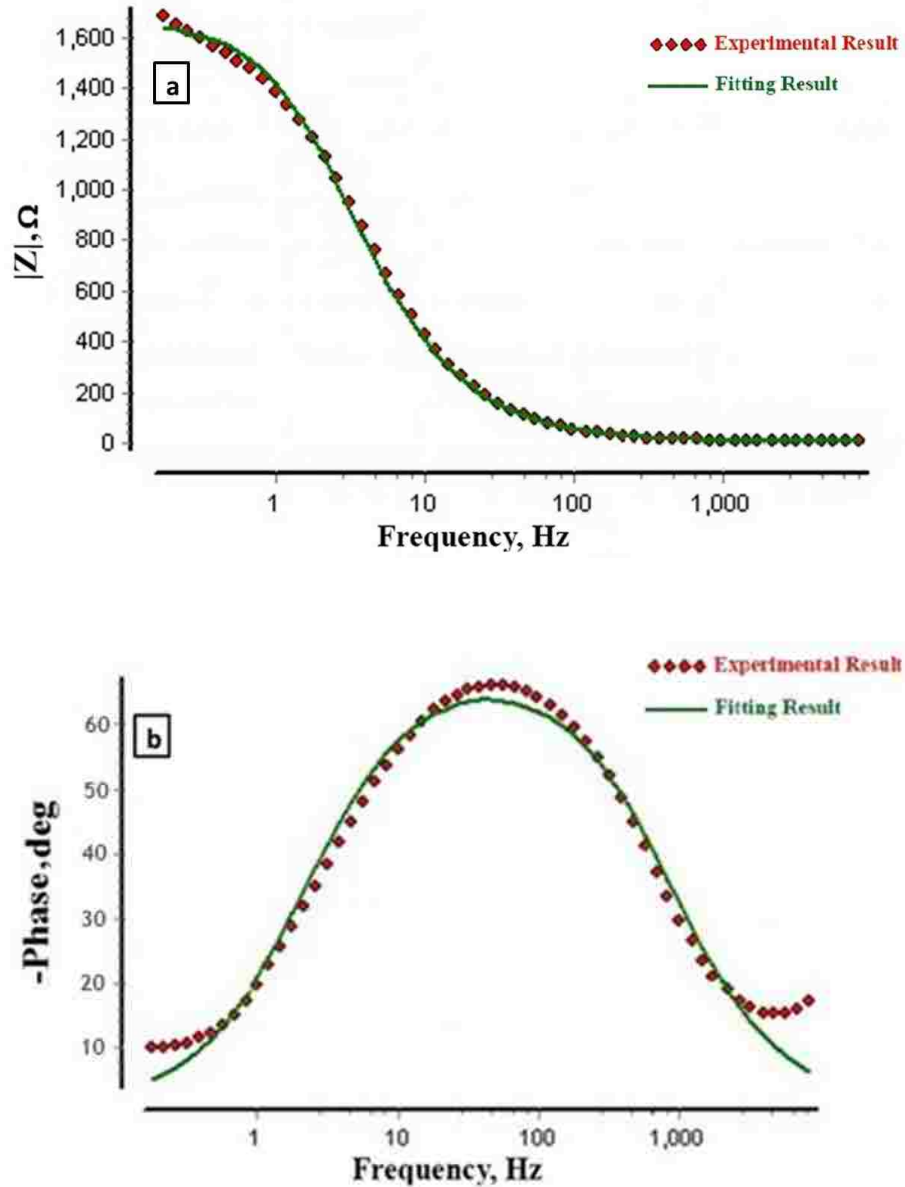 1,600
Experimental Result
a
1,400
Fitting Result
1,200
1,000
800
600
400
200
0
|Z|,Ω
1 10 100 1,000
Frequency, Hz
Experimental Result
Fitting Result
60
b
50
40
30
20
10
-Phase,deg
1 10 100 1,000
Frequency, Hz